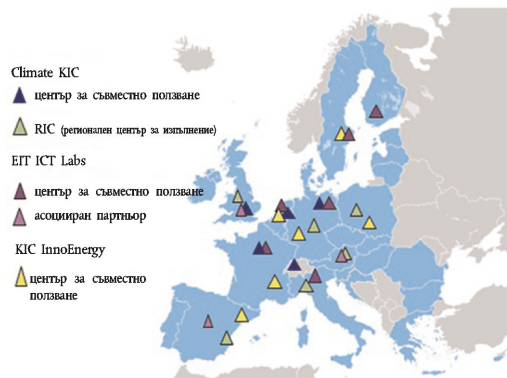 Climate KIC
център за съвместно ползване
RIC (регионален център за изпълнение)
EIT ICT Labs
център за съвместно ползване
асоцииран партньор
KIC InnoEnergy
център за съвместно
ползване